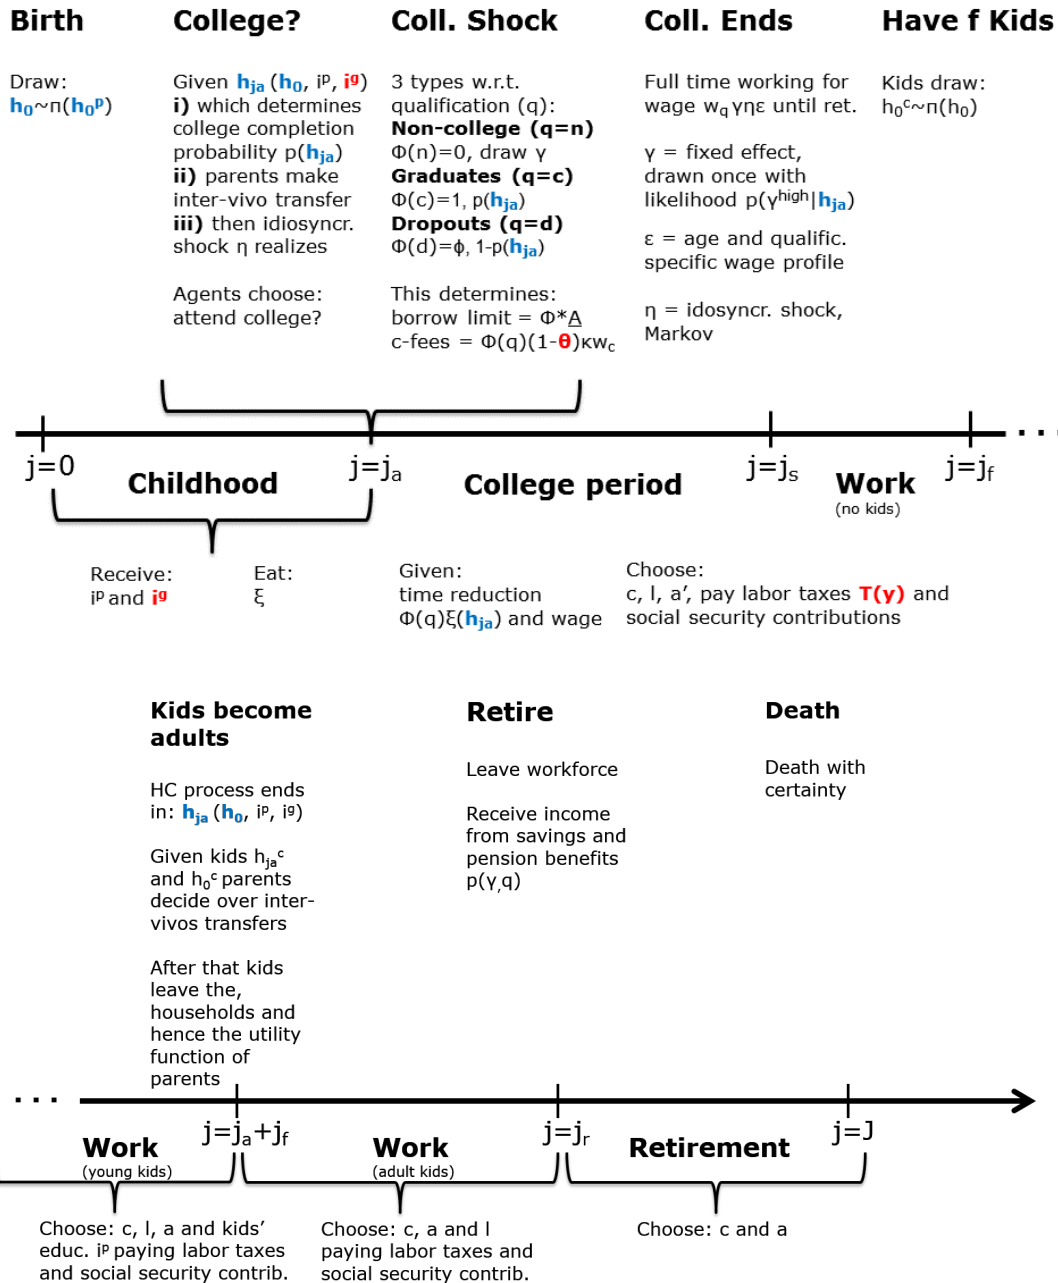 Birth
Draw:
h₀~π(h₀ᵖ)
College?
Given hⱼₐ (h₀, iᵖ, iᵍ)
i) which determines
college completion
probability p(hⱼₐ)
ii) parents make
inter-vivo transfer
iii) then idiosyncr.
shock η realizes
Agents choose:
attend college?
Coll. Shock
3 types w.r.t.
qualification (q):
Non-college (q=n)
Φ(n)=0, draw γ
Graduates (q=c)
Φ(c)=1, p(hⱼₐ)
Dropouts (q=d)
Φ(d)=ϕ, 1-p(hⱼₐ)
This determines:
borrow limit = Φ*A
c-fees = Φ(q)(1-θ)κw_c
Coll. Ends
Full time working for
wage w_q γηε until ret.
γ = fixed effect,
drawn once with
likelihood p(γʰⁱᵍʰ|hⱼₐ)
ε = age and qualific.
specific wage profile
η = idosyncr. shock,
Markov
Have f Kids
Kids draw:
h₀ᶜ~π(h₀)
. . .
j=0
Childhood
j=jₐ
College period
j=jₛ
Work
(no kids)
j=j_f
Receive:
iᵖ and iᵍ
Eat:
ξ
Given:
time reduction
Φ(q)ξ(hⱼₐ) and wage
Choose:
c, l, a’, pay labor taxes T(y) and
social security contributions
Kids become
adults
HC process ends
in: hⱼₐ (h₀, iᵖ, iᵍ)
Given kids hⱼₐᶜ
and h₀ᶜ parents
decide over inter-
vivos transfers
After that kids
leave the,
households and
hence the utility
function of
parents
Retire
Leave workforce
Receive income
from savings and
pension benefits
p(γ,q)
Death
Death with
certainty
. . .
Work
(young kids)
j=jₐ+j_f
Work
(adult kids)
j=jᵣ
Retirement
j=J
Choose: c, l, a and kids’
educ. iᵖ paying labor taxes
and social security contrib.
Choose: c, a and l
paying labor taxes and
social security contrib.
Choose: c and a